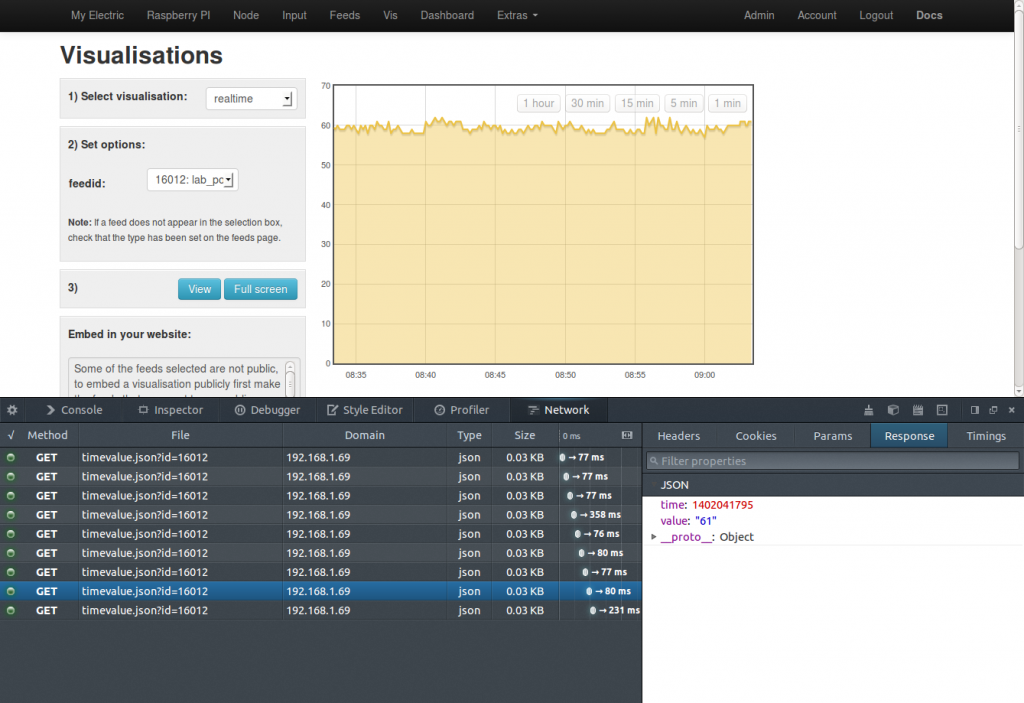 My Electric Raspberry PI Node Input Feeds Vis Dashboard Extras Admin Account Logout Docs
Visualisations
1) Select visualisation: realtime
2) Set options:
feedid: 16012: lab_pc
Note: If a feed does not appear in the selection box,
check that the type has been set on the feeds page.
3) View Full screen
Embed in your website:
Some of the feeds selected are not public,
to embed a visualisation publicly first make
1 hour 30 min 15 min 5 min 1 min
70
60
50
40
30
20
10
0
08:35 08:40 08:45 08:50 08:55 09:00
Console Inspector Debugger Style Editor Profiler Network
√ Method File Domain Type Size 0 ms
GET timevalue.json?id=16012 192.168.1.69 json 0.03 KB → 77 ms
GET timevalue.json?id=16012 192.168.1.69 json 0.03 KB → 77 ms
GET timevalue.json?id=16012 192.168.1.69 json 0.03 KB → 77 ms
GET timevalue.json?id=16012 192.168.1.69 json 0.03 KB → 358 ms
GET timevalue.json?id=16012 192.168.1.69 json 0.03 KB → 76 ms
GET timevalue.json?id=16012 192.168.1.69 json 0.03 KB → 80 ms
GET timevalue.json?id=16012 192.168.1.69 json 0.03 KB → 77 ms
GET timevalue.json?id=16012 192.168.1.69 json 0.03 KB → 80 ms
GET timevalue.json?id=16012 192.168.1.69 json 0.03 KB → 231 ms
Headers Cookies Params Response Timings
Filter properties
JSON
time: 1402041795
value: "61"
__proto__: Object